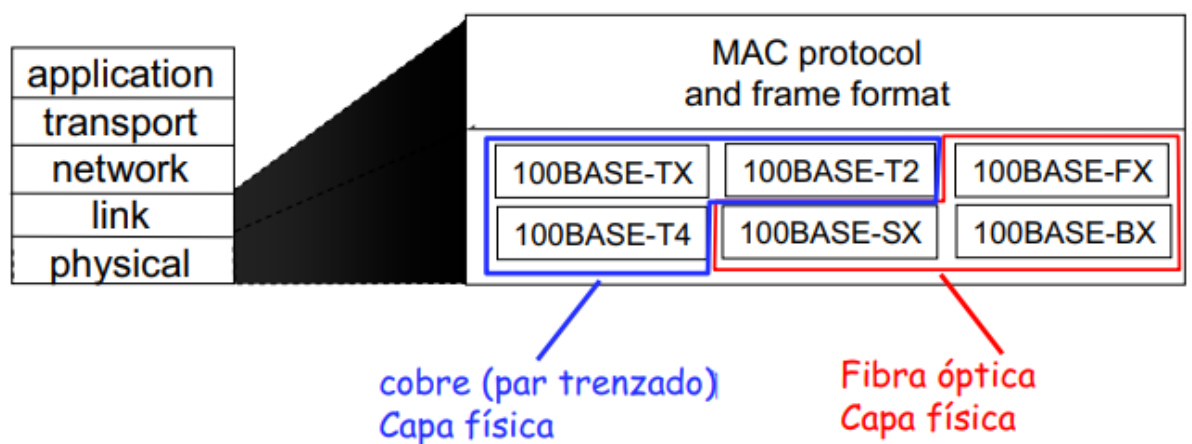 application
transport
network
link
physical
MAC protocol
and frame format
100BASE-TX
100BASE-T2
100BASE-FX
100BASE-T4
100BASE-SX
100BASE-BX
cobre (par trenzado)
Capa física
Fibra óptica
Capa física